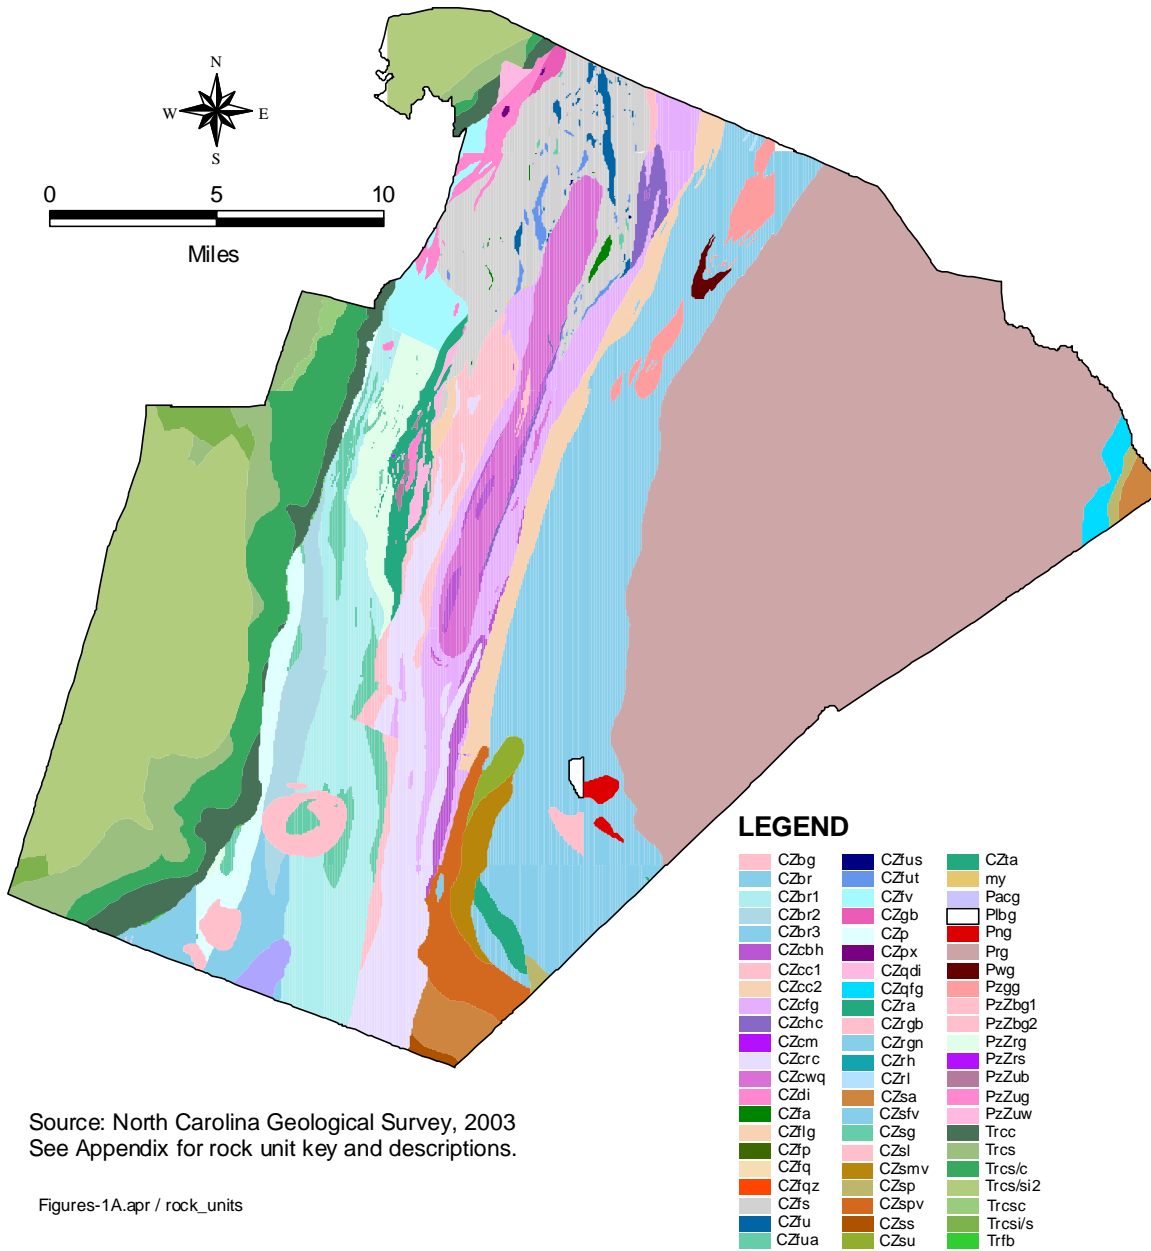 N
W E
S
0 5 10
Miles
LEGEND
CZbg CZfus CZta
CZbr CZfut my
CZbr1 CZfv Pacg
CZbr2 CZgb Plbg
CZbr3 CZp Png
CZcbh CZpx Prg
CZcc1 CZqdi Pwg
CZcc2 CZqfg Pzgg
CZcfg CZra PzZbg1
CZchc CZrgb PzZbg2
CZcm CZrgn PzZrg
CZcrc CZrh PzZrs
CZcwq CZrl PzZub
CZdi CZsa PzZug
CZfa CZsfv PzZuw
CZflg CZsg Trcc
CZfp CZsl Trcs
CZfq CZsmv Trcs/c
CZfqz CZsp Trcs/si2
CZfs CZspv Trcsc
CZfu CZss Trcsi/s
CZfua CZsu Trfb
Source: North Carolina Geological Survey, 2003
See Appendix for rock unit key and descriptions.
Figures-1A.apr / rock_units